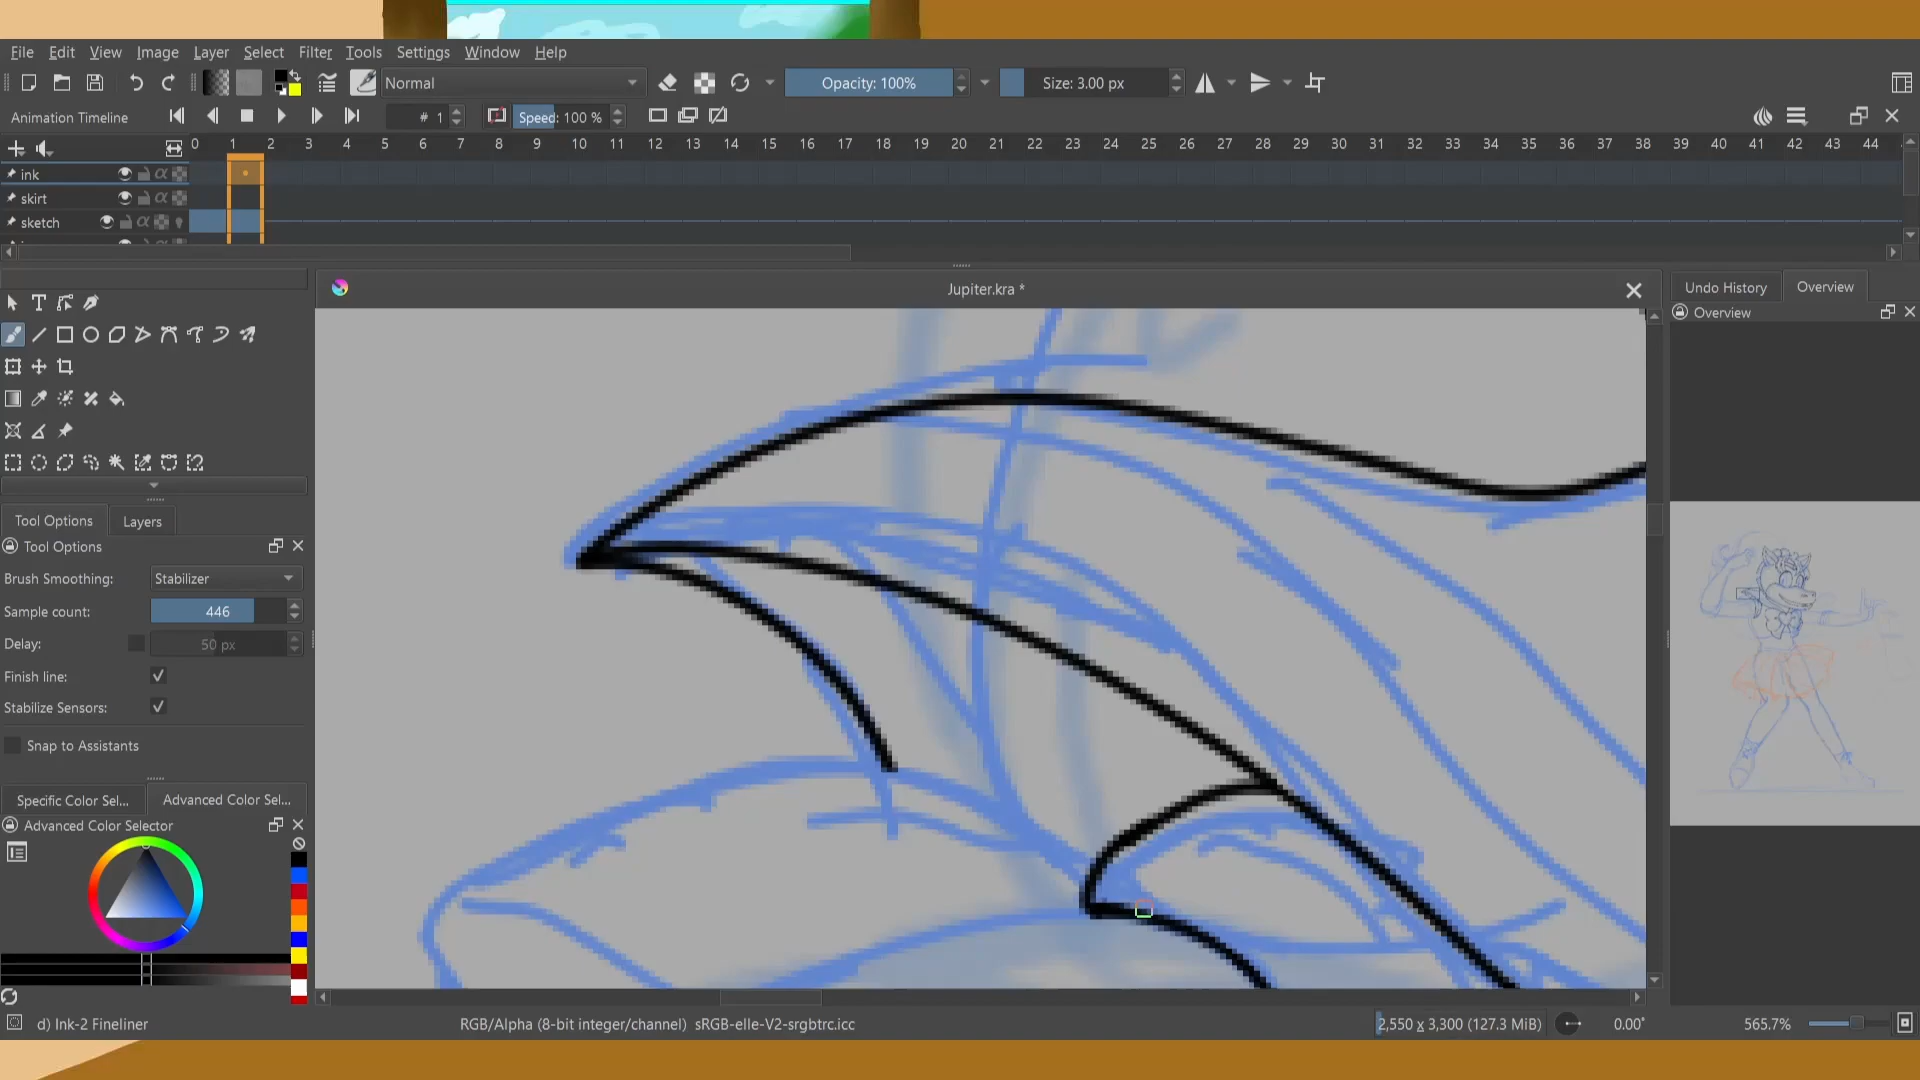 File Edit View Image Layer Select Filter Tools Settings Window Help
Normal Opacity: 100% Size: 3.00 px
Animation Timeline # 1 Speed: 100 %
0 1 2 3 4 5 6 7 8 9 10 11 12 13 14 15 16 17 18 19 20 21 22 23 24 25 26 27 28 29 30 31 32 33 34 35 36 37 38 39 40 41 42 43 44
ink
skirt
sketch
Jupiter.kra *
Undo History Overview
Overview
Tool Options Layers
Tool Options
Brush Smoothing: Stabilizer
Sample count: 446
Delay: 50 px
Finish line:
Stabilize Sensors:
Snap to Assistants
Specific Color Sel... Advanced Color Sel...
Advanced Color Selector
d) Ink-2 Fineliner RGB/Alpha (8-bit integer/channel) sRGB-elle-V2-srgbtrc.icc 2,550 x 3,300 (127.3 MiB) 0.00° 565.7%